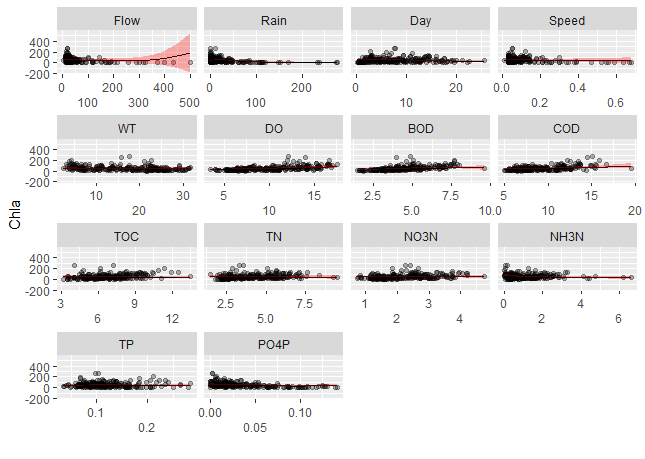 Flow Rain Day Speed
400
200
0
-200
0 200 400 0 200 0 20 0.0 0.4
100 300 500 100 10 0.2 0.6
WT DO BOD COD
400
200
0
-200
10 30 5 15 2.5 7.5 5 15
20 10 5.0 10.0 10 20
Chla
TOC TN NO3N NH3N
400
200
0
-200
3 9 2.5 7.5 1 3 0 4
6 12 5.0 2 4 2 6
TP PO4P
400
200
0
-200
0.1 0.00 0.10
0.2 0.05